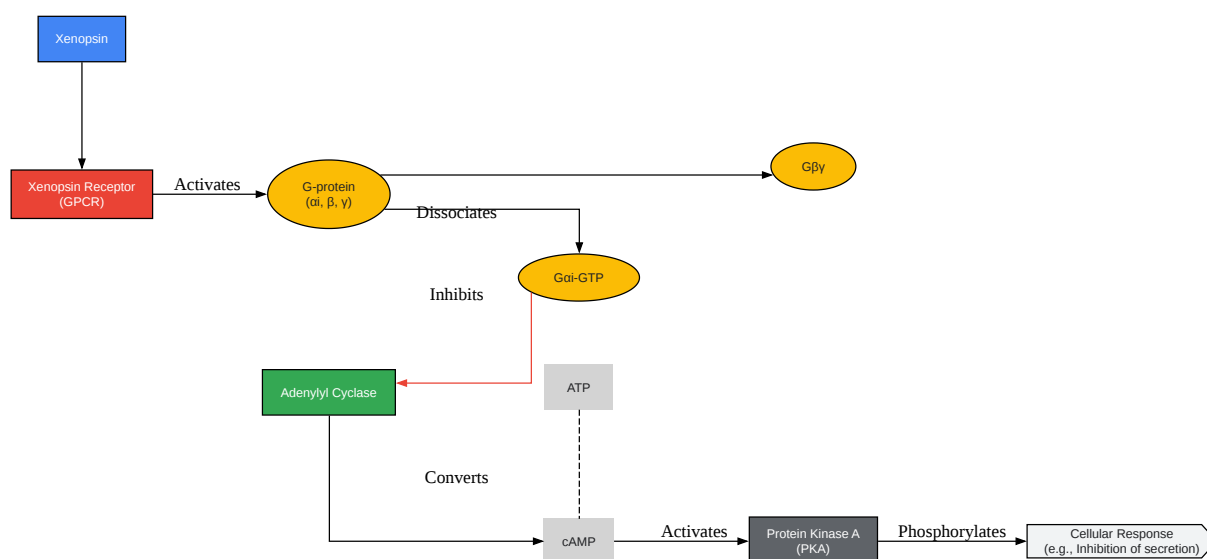 Xenopsin
Xenopsin Receptor
(GPCR)
Activates
G-protein
(αi, β, γ)
Gβγ
Dissociates
Gαi-GTP
Inhibits
Adenylyl Cyclase
ATP
Converts
cAMP
Activates
Protein Kinase A
(PKA)
Phosphorylates
Cellular Response
(e.g., Inhibition of secretion)